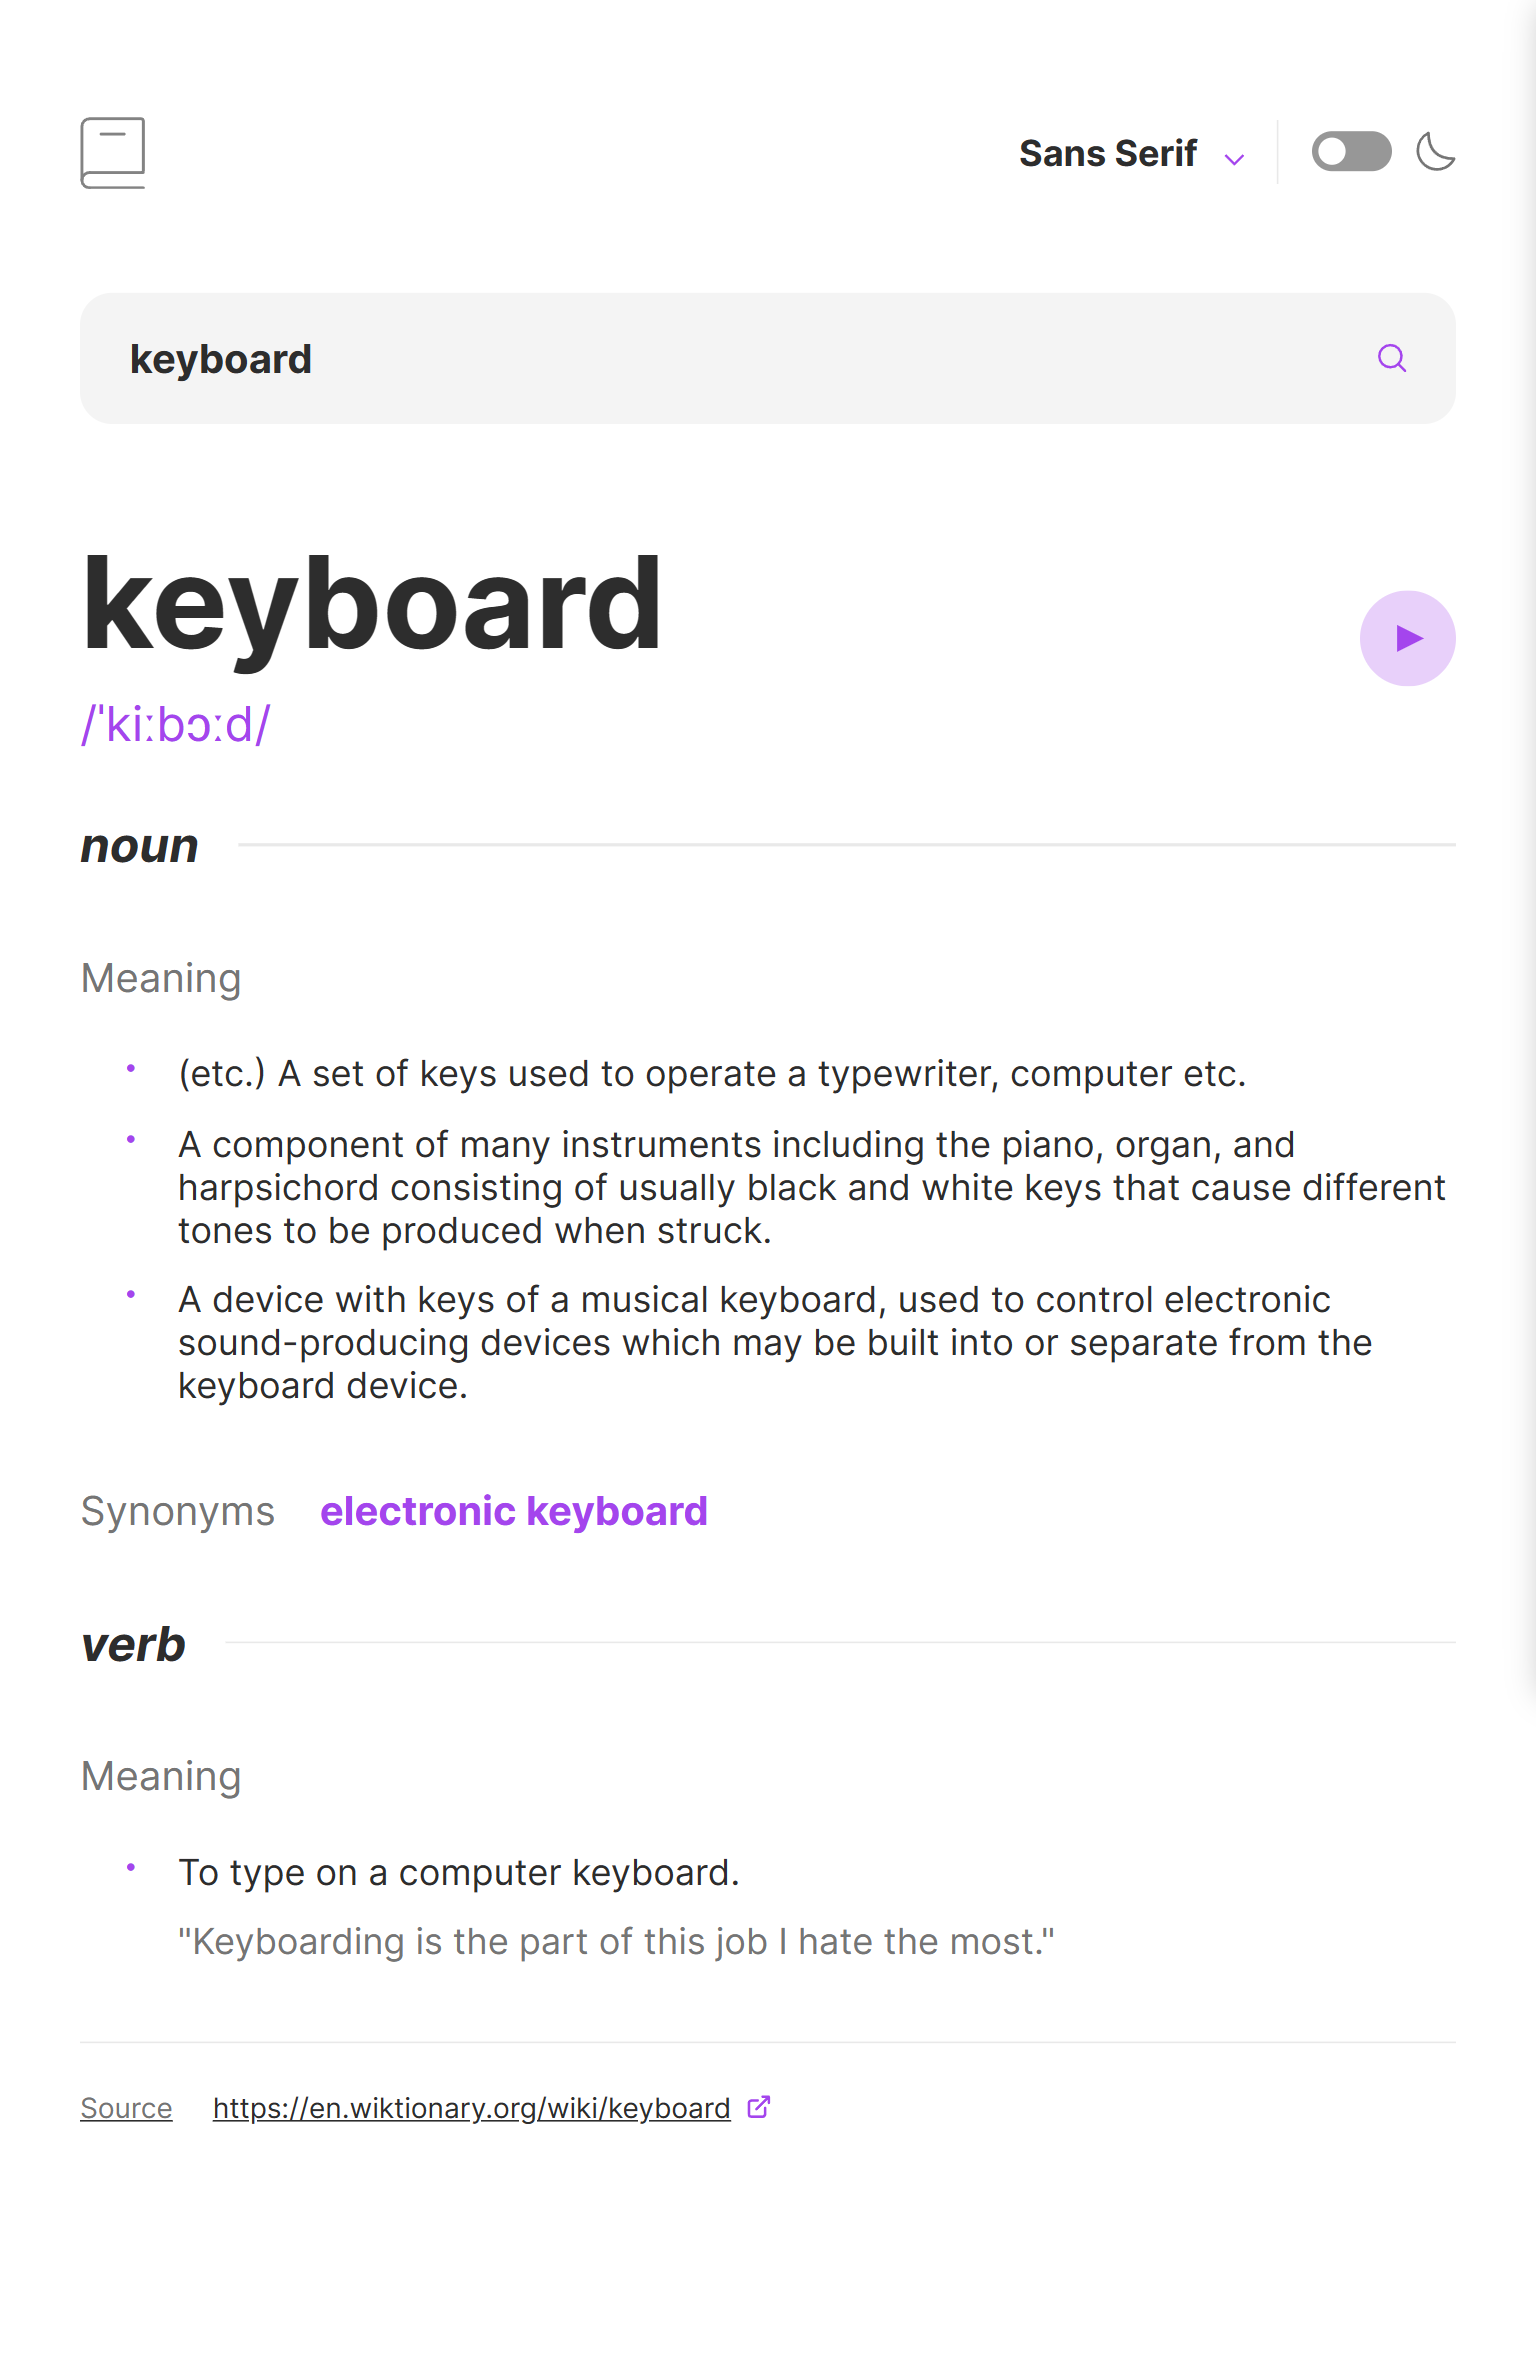 Sans Serif
keyboard
keyboard
/ˈkiːbɔːd/
noun
Meaning
(etc.) A set of keys used to operate a typewriter, computer etc.
A component of many instruments including the piano, organ, and
harpsichord consisting of usually black and white keys that cause different
tones to be produced when struck.
A device with keys of a musical keyboard, used to control electronic
sound-producing devices which may be built into or separate from the
keyboard device.
Synonyms electronic keyboard
verb
Meaning
To type on a computer keyboard.
"Keyboarding is the part of this job I hate the most."
Source https://en.wiktionary.org/wiki/keyboard